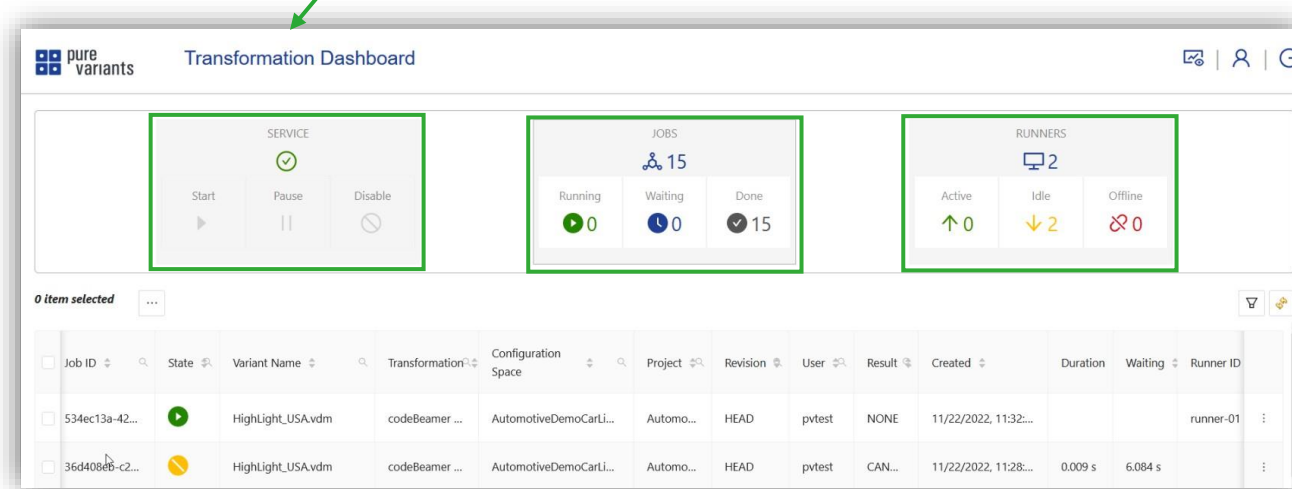 pure
variants
Transformation Dashboard
SERVICE
Start Pause Disable
JOBS
15
Running Waiting Done
0 0 15
RUNNERS
2
Active Idle Offline
0 2 0
0 item selected
...
Job ID State Variant Name Transformation Configuration Space Project Revision User Result Created Duration Waiting Runner ID
534ec13a-42... HighLight_USA.vdm codeBeamer ... AutomotiveDemoCarLi... Automo... HEAD pvtest NONE 11/22/2022, 11:32:... runner-01
36d408eb-c2... HighLight_USA.vdm codeBeamer ... AutomotiveDemoCarLi... Automo... HEAD pvtest CAN... 11/22/2022, 11:28:... 0.009 s 6.084 s